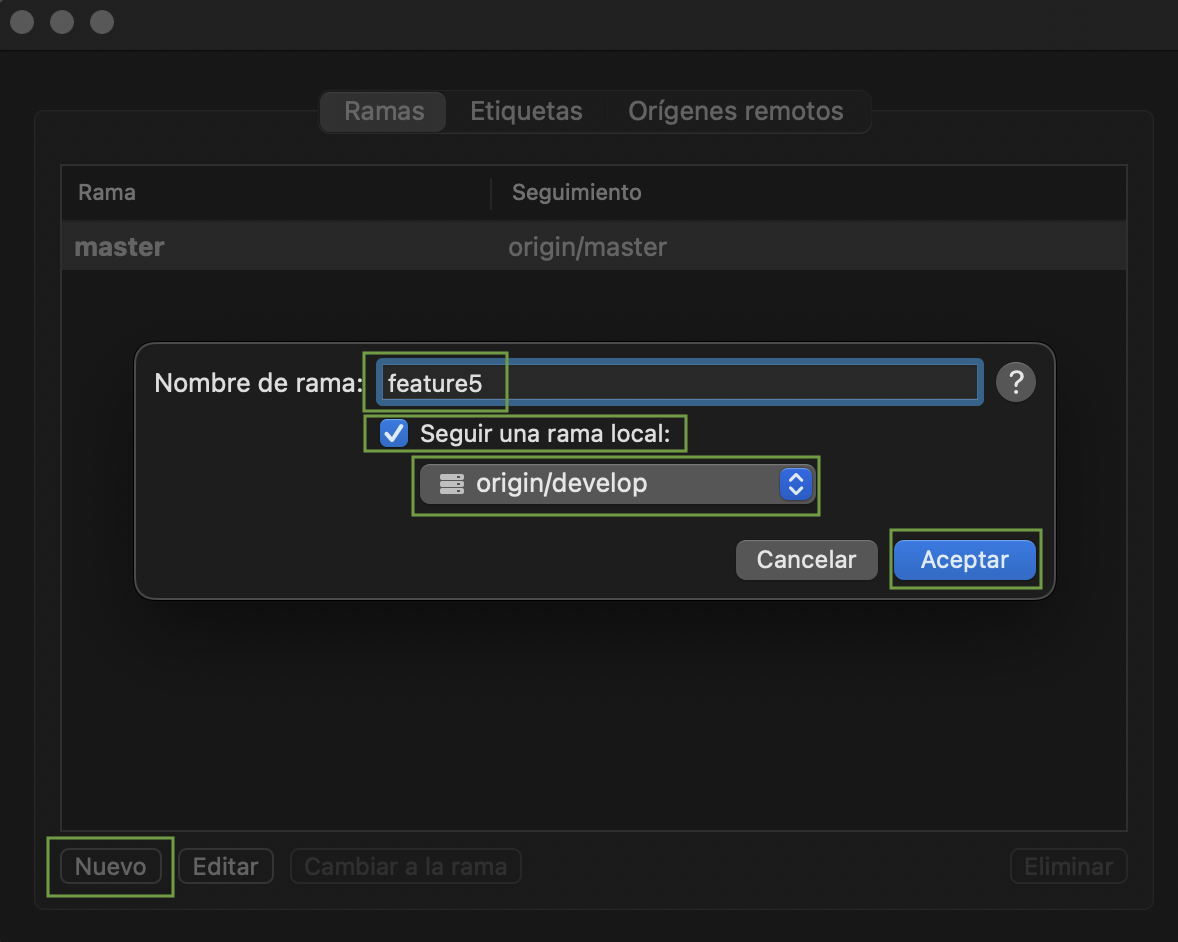 Ramas Etiquetas Orígenes remotos
Rama Seguimiento
master origin/master
Nombre de rama: feature5 ?
Seguir una rama local:
origin/develop
Cancelar Aceptar
Nuevo Editar Cambiar a la rama Eliminar